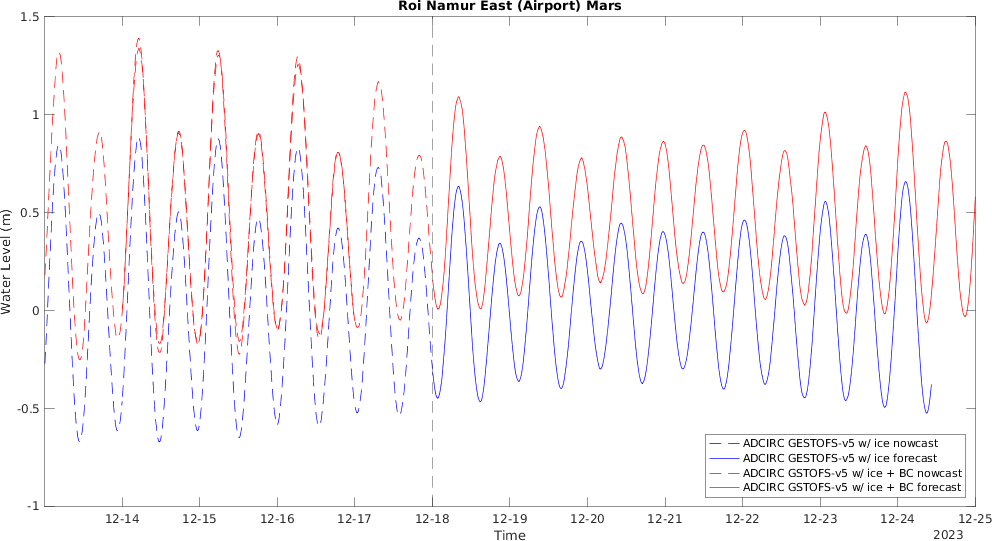 Roi Namur East (Airport) Mars
1.5
1
0.5
0
-0.5
-1
Water Level (m)
ADCIRC GESTOFS-v5 w/ ice nowcast
ADCIRC GESTOFS-v5 w/ ice forecast
ADCIRC GSTOFS-v5 w/ ice + BC nowcast
ADCIRC GSTOFS-v5 w/ ice + BC forecast
12-14 12-15 12-16 12-17 12-18 12-19 12-20 12-21 12-22 12-23 12-24 12-25
Time
2023